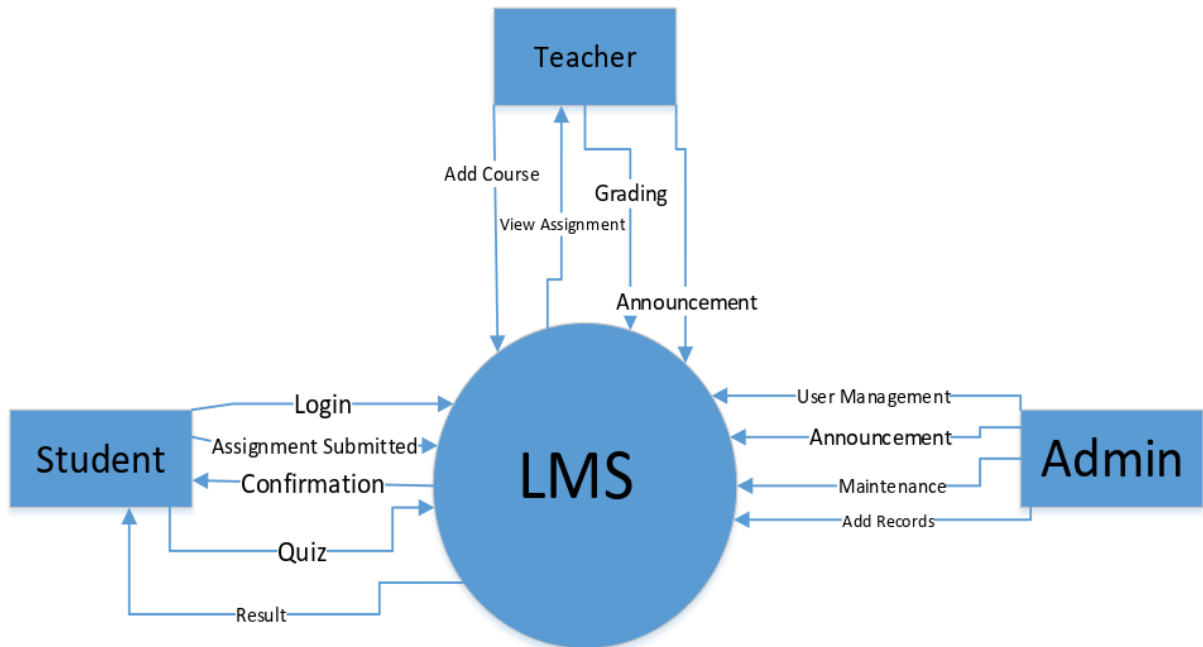 Teacher
Add Course
Grading
View Assignment
Announcement
Login
User Management
Assignment Submitted
Announcement
Student
LMS
Admin
Confirmation
Maintenance
Add Records
Quiz
Result